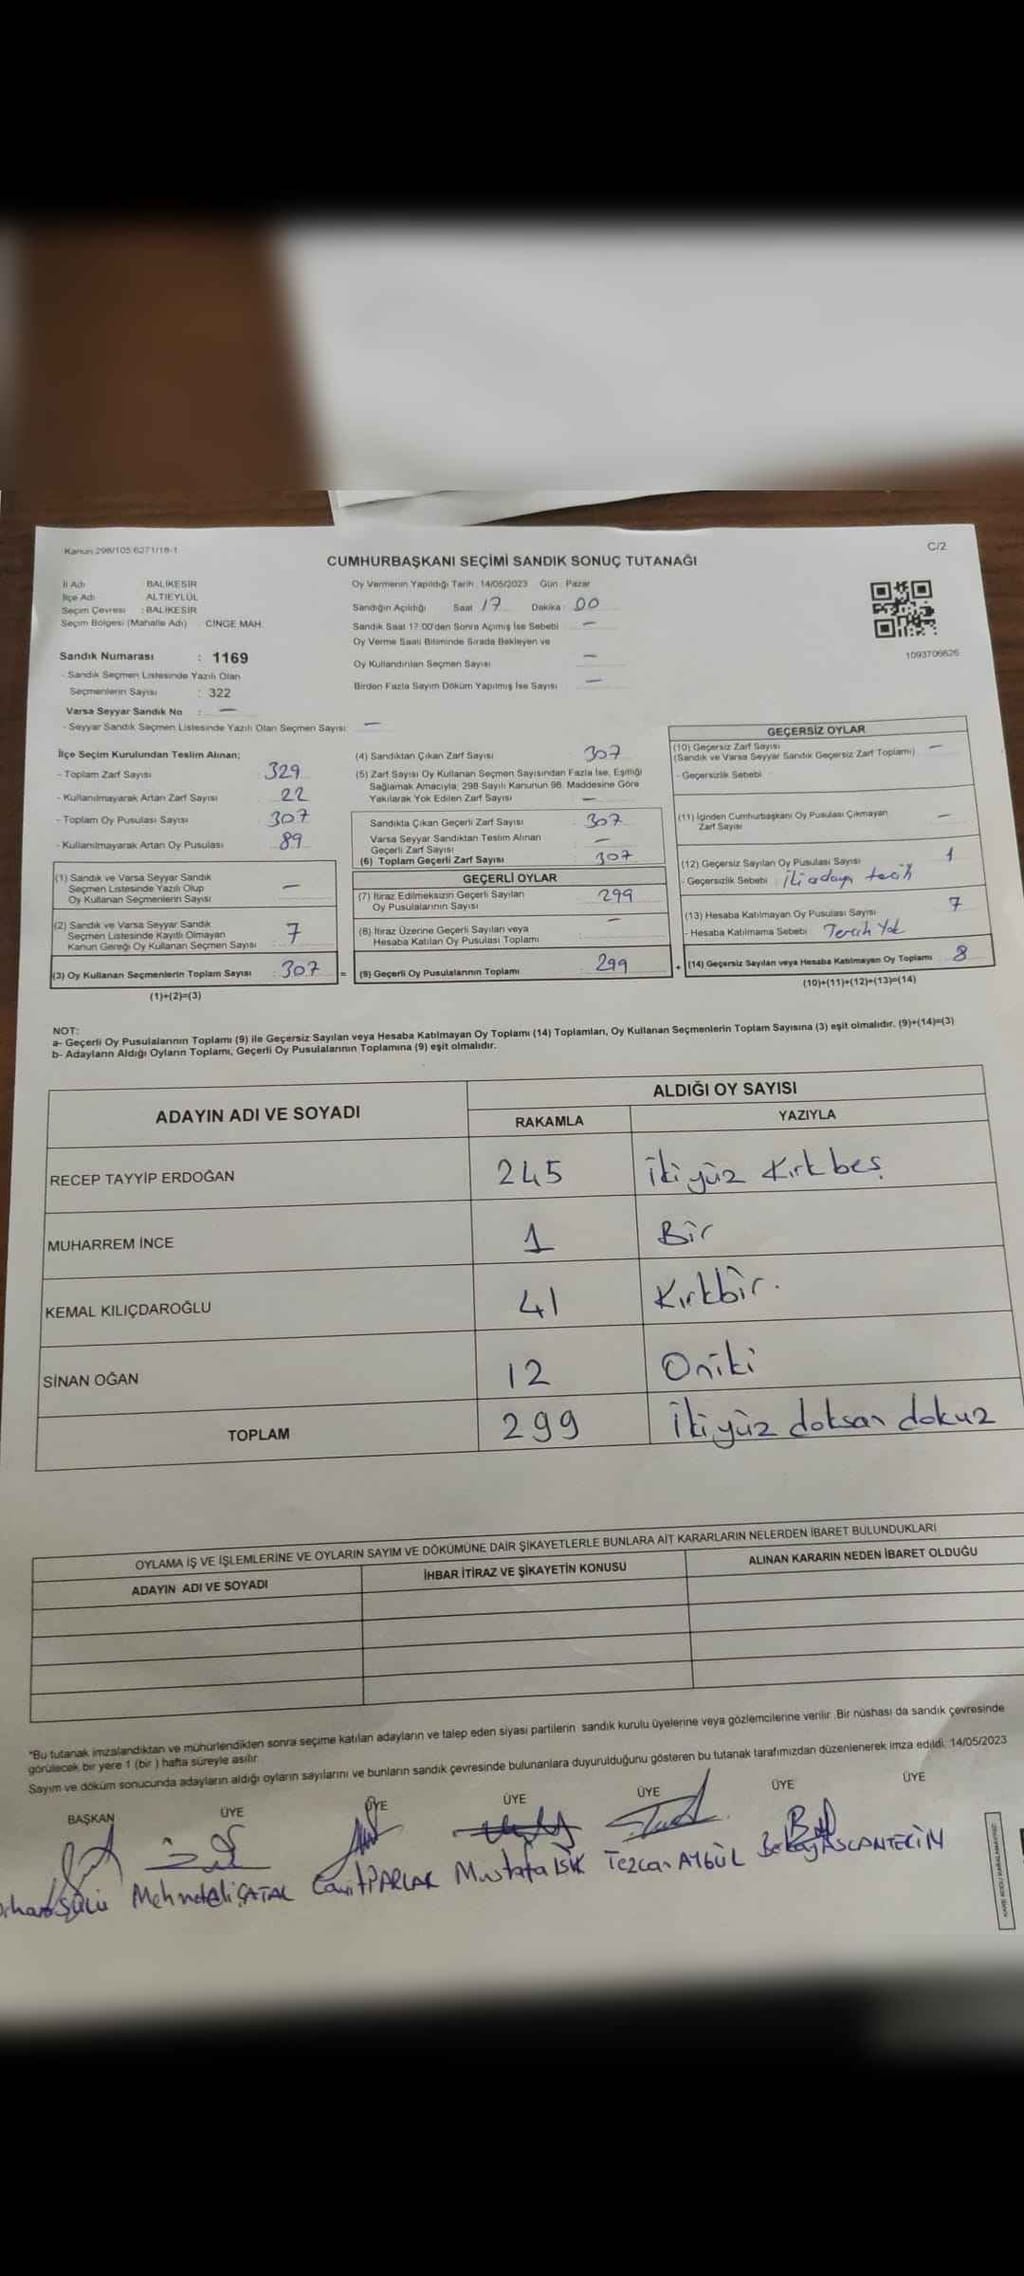 Kanun 298/105 6271/18-1
C/2
CUMHURBAŞKANI SEÇİMİ SANDIK SONUÇ TUTANAĞI
İl Adı BALIKESİR
İlçe Adı ALTIEYLÜL
Seçim Çevresi : BALIKESİR
Seçim Bölgesi (Mahalle Adı) CİNGE MAH.
Sandık Numarası : 1169
- Sandık Seçmen Listesinde Yazılı Olan
Seçmenlerin Sayısı : 322
Varsa Seyyar Sandık No : —
- Seyyar Sandık Seçmen Listesinde Yazılı Olan Seçmen Sayısı: —
Oy Vermenin Yapıldığı Tarih: 14/05/2023 Gün: Pazar
Sandığın Açıldığı Saat 17 Dakika 00
Sandık Saat 17:00'den Sonra Açılmış İse Sebebi —
Oy Verme Saati Bitiminde Sırada Bekleyen ve
Oy Kullandırılan Seçmen Sayısı —
Birden Fazla Sayım Döküm Yapılmış İse Sayısı —
1093706626
İlçe Seçim Kurulundan Teslim Alınan;
- Toplam Zarf Sayısı 329
- Kullanılmayarak Artan Zarf Sayısı 22
- Toplam Oy Pusulası Sayısı 307
- Kullanılmayarak Artan Oy Pusulası 89
(1) Sandık ve Varsa Seyyar Sandık
Seçmen Listesinde Yazılı Olup
Oy Kullanan Seçmenlerin Sayısı —
(2) Sandık ve Varsa Seyyar Sandık
Seçmen Listesinde Kayıtlı Olmayan
Kanun Gereği Oy Kullanan Seçmen Sayısı 7
(3) Oy Kullanan Seçmenlerin Toplam Sayısı 307 =
(1)+(2)=(3)
(4) Sandıktan Çıkan Zarf Sayısı 307
(5) Zarf Sayısı Oy Kullanan Seçmen Sayısından Fazla İse, Eşitliği
Sağlamak Amacıyla; 298 Sayılı Kanunun 98. Maddesine Göre
Yakılarak Yok Edilen Zarf Sayısı —
Sandıkta Çıkan Geçerli Zarf Sayısı 307
Varsa Seyyar Sandıktan Teslim Alınan
Geçerli Zarf Sayısı —
(6) Toplam Geçerli Zarf Sayısı 307
GEÇERLİ OYLAR
(7) İtiraz Edilmeksizin Geçerli Sayılan
Oy Pusulalarının Sayısı 299
(8) İtiraz Üzerine Geçerli Sayılan veya
Hesaba Katılan Oy Pusulası Toplamı —
(9) Geçerli Oy Pusulalarının Toplamı 299 +
GEÇERSİZ OYLAR
(10) Geçersiz Zarf Sayısı
(Sandık ve Varsa Seyyar Sandık Geçersiz Zarf Toplamı) —
- Geçersizlik Sebebi
(11) İçinden Cumhurbaşkanı Oy Pusulası Çıkmayan
Zarf Sayısı —
(12) Geçersiz Sayılan Oy Pusulası Sayısı 1
- Geçersizlik Sebebi İki adaya
(13) Hesaba Katılmayan Oy Pusulası Sayısı 7
- Hesaba Katılmama Sebebi Tercih Yok
(14) Geçersiz Sayılan veya Hesaba Katılmayan Oy Toplamı 8
(10)+(11)+(12)+(13)=(14)
NOT:
a- Geçerli Oy Pusulalarının Toplamı (9) ile Geçersiz Sayılan veya Hesaba Katılmayan Oy Toplamı (14) Toplamları, Oy Kullanan Seçmenlerin Toplam Sayısına (3) eşit olmalıdır. (9)+(14)=(3)
b- Adayların Aldığı Oyların Toplamı, Geçerli Oy Pusulalarının Toplamına (9) eşit olmalıdır.
ADAYIN ADI VE SOYADI
ALDIĞI OY SAYISI
RAKAMLA YAZIYLA
RECEP TAYYİP ERDOĞAN 245 İki yüz Kırk beş
MUHARREM İNCE 1 Bir
KEMAL KILIÇDAROĞLU 41 Kırkbir.
SİNAN OĞAN 12 Oniki
TOPLAM 299 İki yüz doksan dokuz
OYLAMA İŞ VE İŞLEMLERİNE VE OYLARIN SAYIM VE DÖKÜMÜNE DAİR ŞİKAYETLERLE BUNLARA AİT KARARLARIN NELERDEN İBARET BULUNDUKLARI
ADAYIN ADI VE SOYADI İHBAR İTİRAZ VE ŞİKAYETİN KONUSU ALINAN KARARIN NEDEN İBARET OLDUĞU
*Bu tutanak imzalandıktan ve mühürlendikten sonra seçime katılan adayların ve talep eden siyasi partilerin sandık kurulu üyelerine veya gözlemcilerine verilir. Bir nüshası da sandık çevresinde
görülecek bir yere 1 (bir ) hafta süreyle asılır.
Sayım ve döküm sonucunda adayların aldığı oyların sayılarını ve bunların sandık çevresinde bulunanlara duyurulduğunu gösteren bu tutanak tarafımızdan düzenlenerek imza edildi. 14/05/2023
BAŞKAN ÜYE ÜYE ÜYE ÜYE ÜYE ÜYE
Mehmet Ali ÇATAL Cavit PARLAK Mustafa IŞIK Tezcan AYGÜL